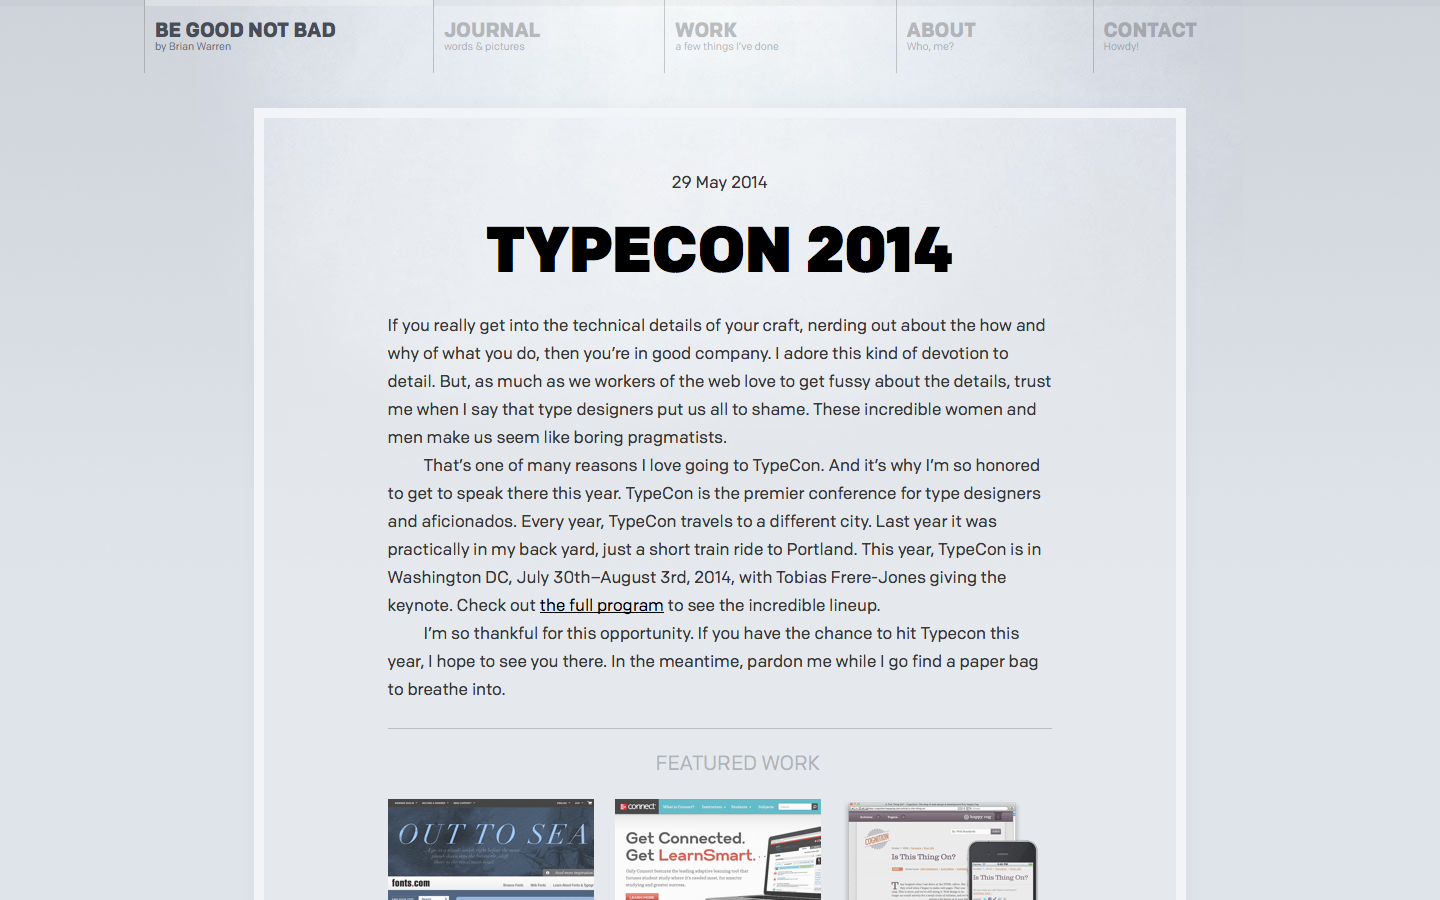 BE GOOD NOT BAD
by Brian Warren
JOURNAL
words & pictures
WORK
a few things I've done
ABOUT
Who, me?
CONTACT
Howdy!
29 May 2014
TYPECON 2014
If you really get into the technical details of your craft, nerding out about the how and
why of what you do, then you're in good company. I adore this kind of devotion to
detail. But, as much as we workers of the web love to get fussy about the details, trust
me when I say that type designers put us all to shame. These incredible women and
men make us seem like boring pragmatists.
That's one of many reasons I love going to TypeCon. And it's why I'm so honored
to get to speak there this year. TypeCon is the premier conference for type designers
and aficionados. Every year, TypeCon travels to a different city. Last year it was
practically in my back yard, just a short train ride to Portland. This year, TypeCon is in
Washington DC, July 30th–August 3rd, 2014, with Tobias Frere-Jones giving the
keynote. Check out the full program to see the incredible lineup.
I'm so thankful for this opportunity. If you have the chance to hit Typecon this
year, I hope to see you there. In the meantime, pardon me while I go find a paper bag
to breathe into.
FEATURED WORK
OUT TO SEA
fonts.com
connect
What is Connect?
Get Connected.
Get LearnSmart.
LEARN MORE
COGNITION
happy cog
Is This Thing On?
Is This Thing On?